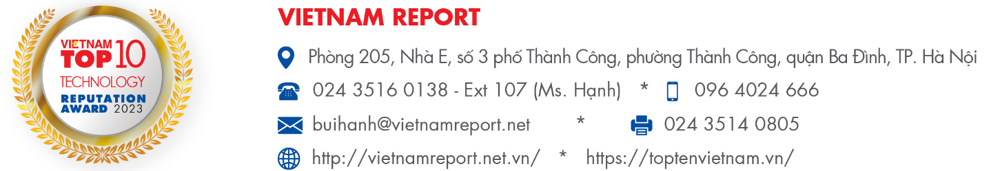 VIETNAM
TOP 10
TECHNOLOGY
REPUTATION
AWARD 2023
VIETNAM REPORT
Phòng 205, Nhà E, số 3 phố Thành Công, phường Thành Công, quận Ba Đình, TP. Hà Nội
024 3516 0138 - Ext 107 (Ms. Hạnh) * 096 4024 666
buihanh@vietnamreport.net * 024 3514 0805
http://vietnamreport.net.vn/ * https://toptenvietnam.vn/